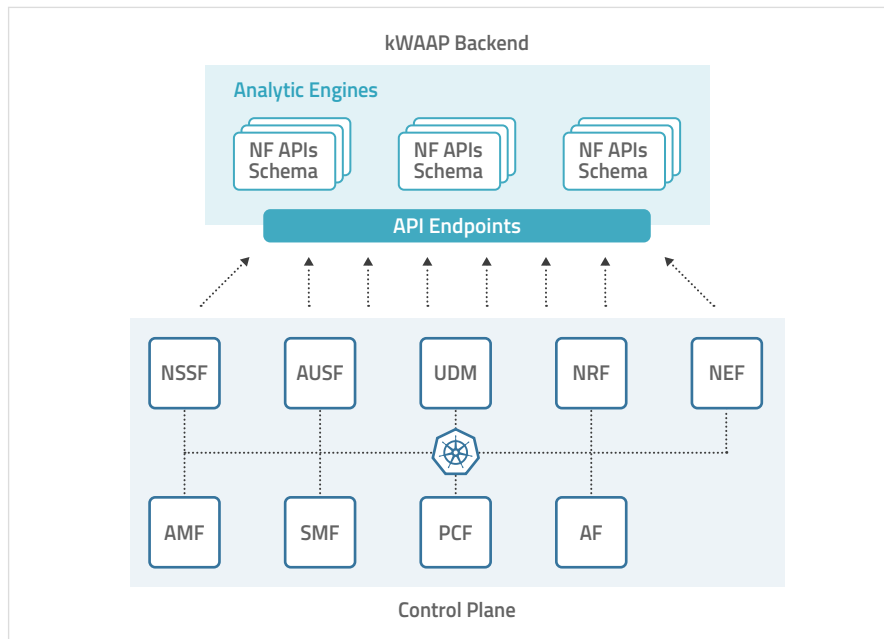 kWAAP Backend
Analytic Engines
NF APIs
Schema
NF APIs
Schema
NF APIs
Schema
API Endpoints
NSSF
AUSF
UDM
NRF
NEF
AMF
SMF
PCF
AF
Control Plane